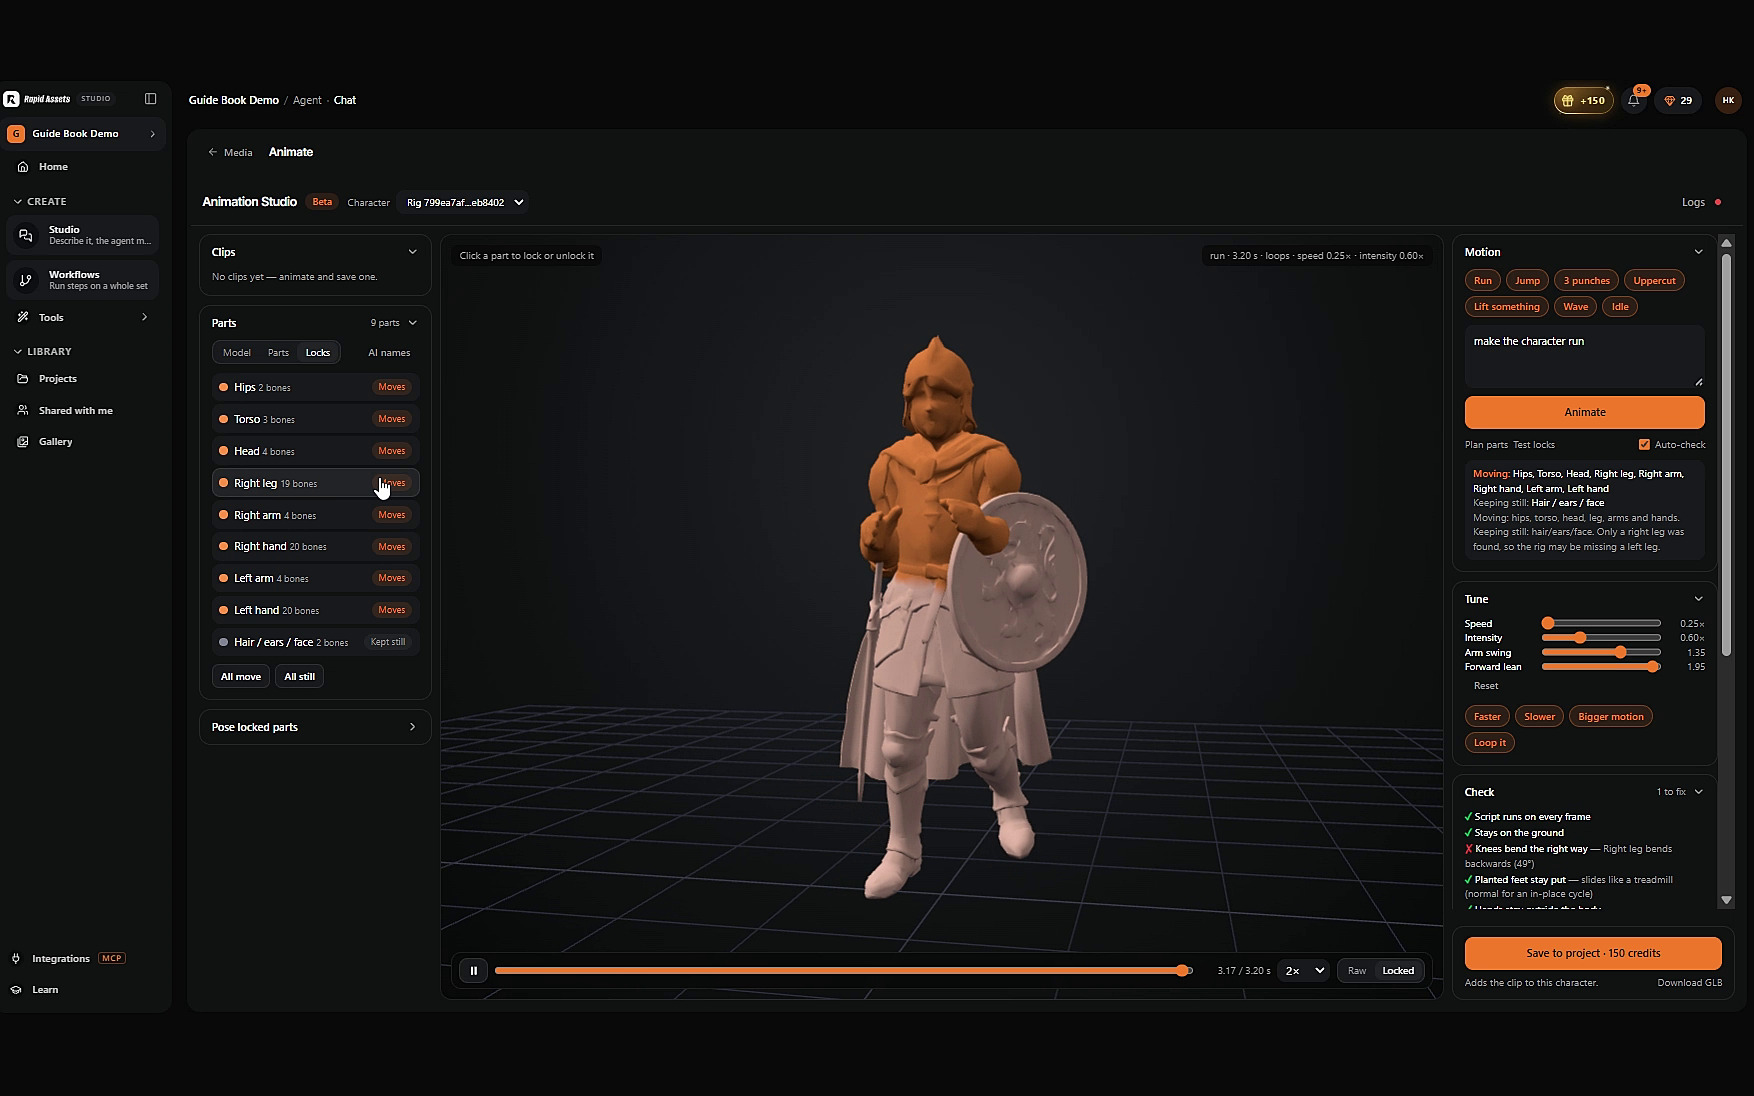 Rapid Assets STUDIO
Guide Book Demo / Agent · Chat
+150
9+
29
HK
G Guide Book Demo
Home
CREATE
Studio
Describe it, the agent m...
Workflows
Run steps on a whole set
Tools
LIBRARY
Projects
Shared with me
Gallery
Integrations MCP
Learn
← Media Animate
Animation Studio Beta Character Rig 799ea7af...eb8402
Logs
Clips
No clips yet — animate and save one.
Parts 9 parts
Model Parts Locks AI names
Hips 2 bones Moves
Torso 3 bones Moves
Head 4 bones Moves
Right leg 19 bones Moves
Right arm 4 bones Moves
Right hand 20 bones Moves
Left arm 4 bones Moves
Left hand 20 bones Moves
Hair / ears / face 2 bones Kept still
All move All still
Pose locked parts
Click a part to lock or unlock it
run · 3.20 s · loops · speed 0.25× · intensity 0.60×
3.17 / 3.20 s 2× Raw Locked
Motion
Run Jump 3 punches Uppercut
Lift something Wave Idle
make the character run
Animate
Plan parts Test locks Auto-check
Moving: Hips, Torso, Head, Right leg, Right arm,
Right hand, Left arm, Left hand
Keeping still: Hair / ears / face
Moving: hips, torso, head, leg, arms and hands.
Keeping still: hair/ears/face. Only a right leg was
found, so the rig may be missing a left leg.
Tune
Speed 0.25×
Intensity 0.60×
Arm swing 1.35
Forward lean 1.95
Reset
Faster Slower Bigger motion
Loop it
Check 1 to fix
✓ Script runs on every frame
✓ Stays on the ground
✗ Knees bend the right way — Right leg bends
backwards (49°)
✓ Planted feet stay put — slides like a treadmill
(normal for an in-place cycle)
Save to project · 150 credits
Adds the clip to this character. Download GLB